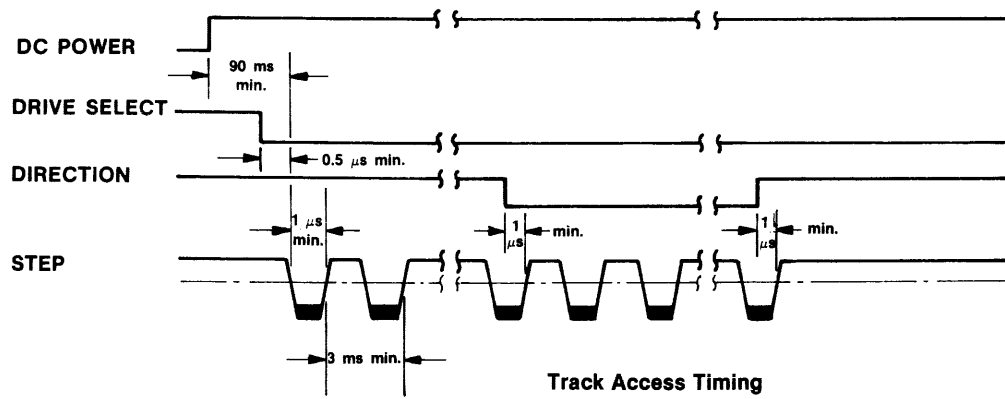 DC POWER
90 ms
min.
DRIVE SELECT
0.5 μs min.
DIRECTION
1 μs
min.
1
μs
min.
1
μs
min.
STEP
3 ms min.
Track Access Timing